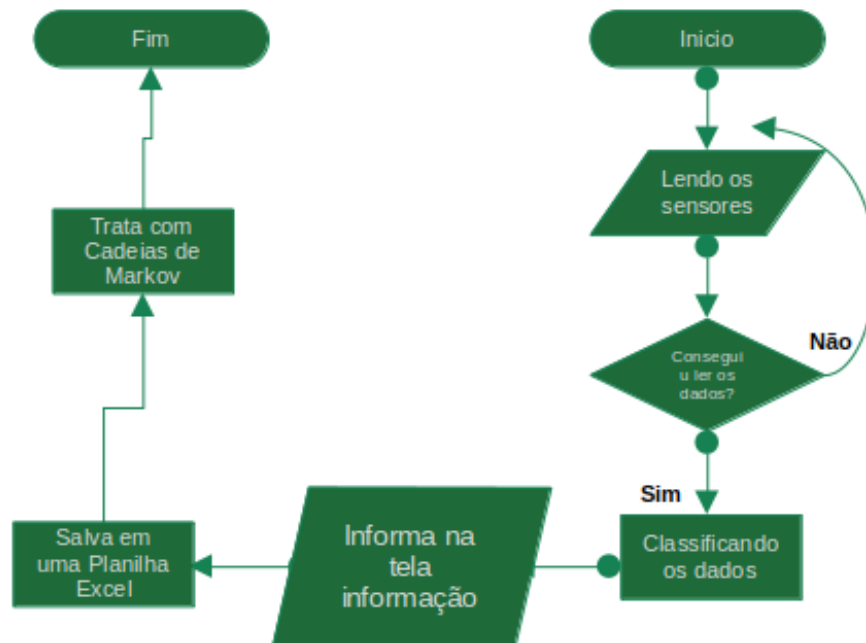 Inicio
Lendo os
sensores
Consegui
u ler os
dados?
Não
Sim
Classificando
os dados
Informa na
tela
informação
Salva em
uma Planilha
Excel
Trata com
Cadeias de
Markov
Fim